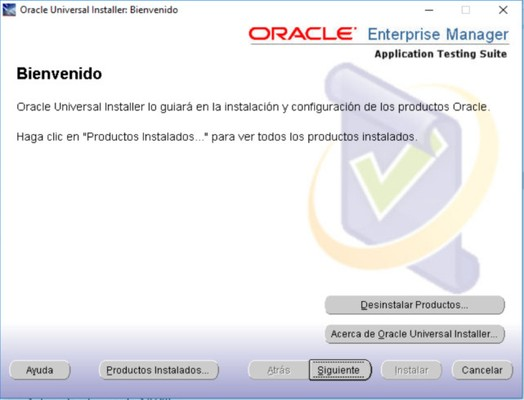 Oracle Universal Installer: Bienvenido
ORACLE Enterprise Manager
Application Testing Suite
Bienvenido
Oracle Universal Installer lo guiará en la instalación y configuración de los productos Oracle.
Haga clic en "Productos Instalados..." para ver todos los productos instalados.
Desinstalar Productos...
Acerca de Oracle Universal Installer...
Ayuda Productos Instalados... Atrás Siguiente Instalar Cancelar